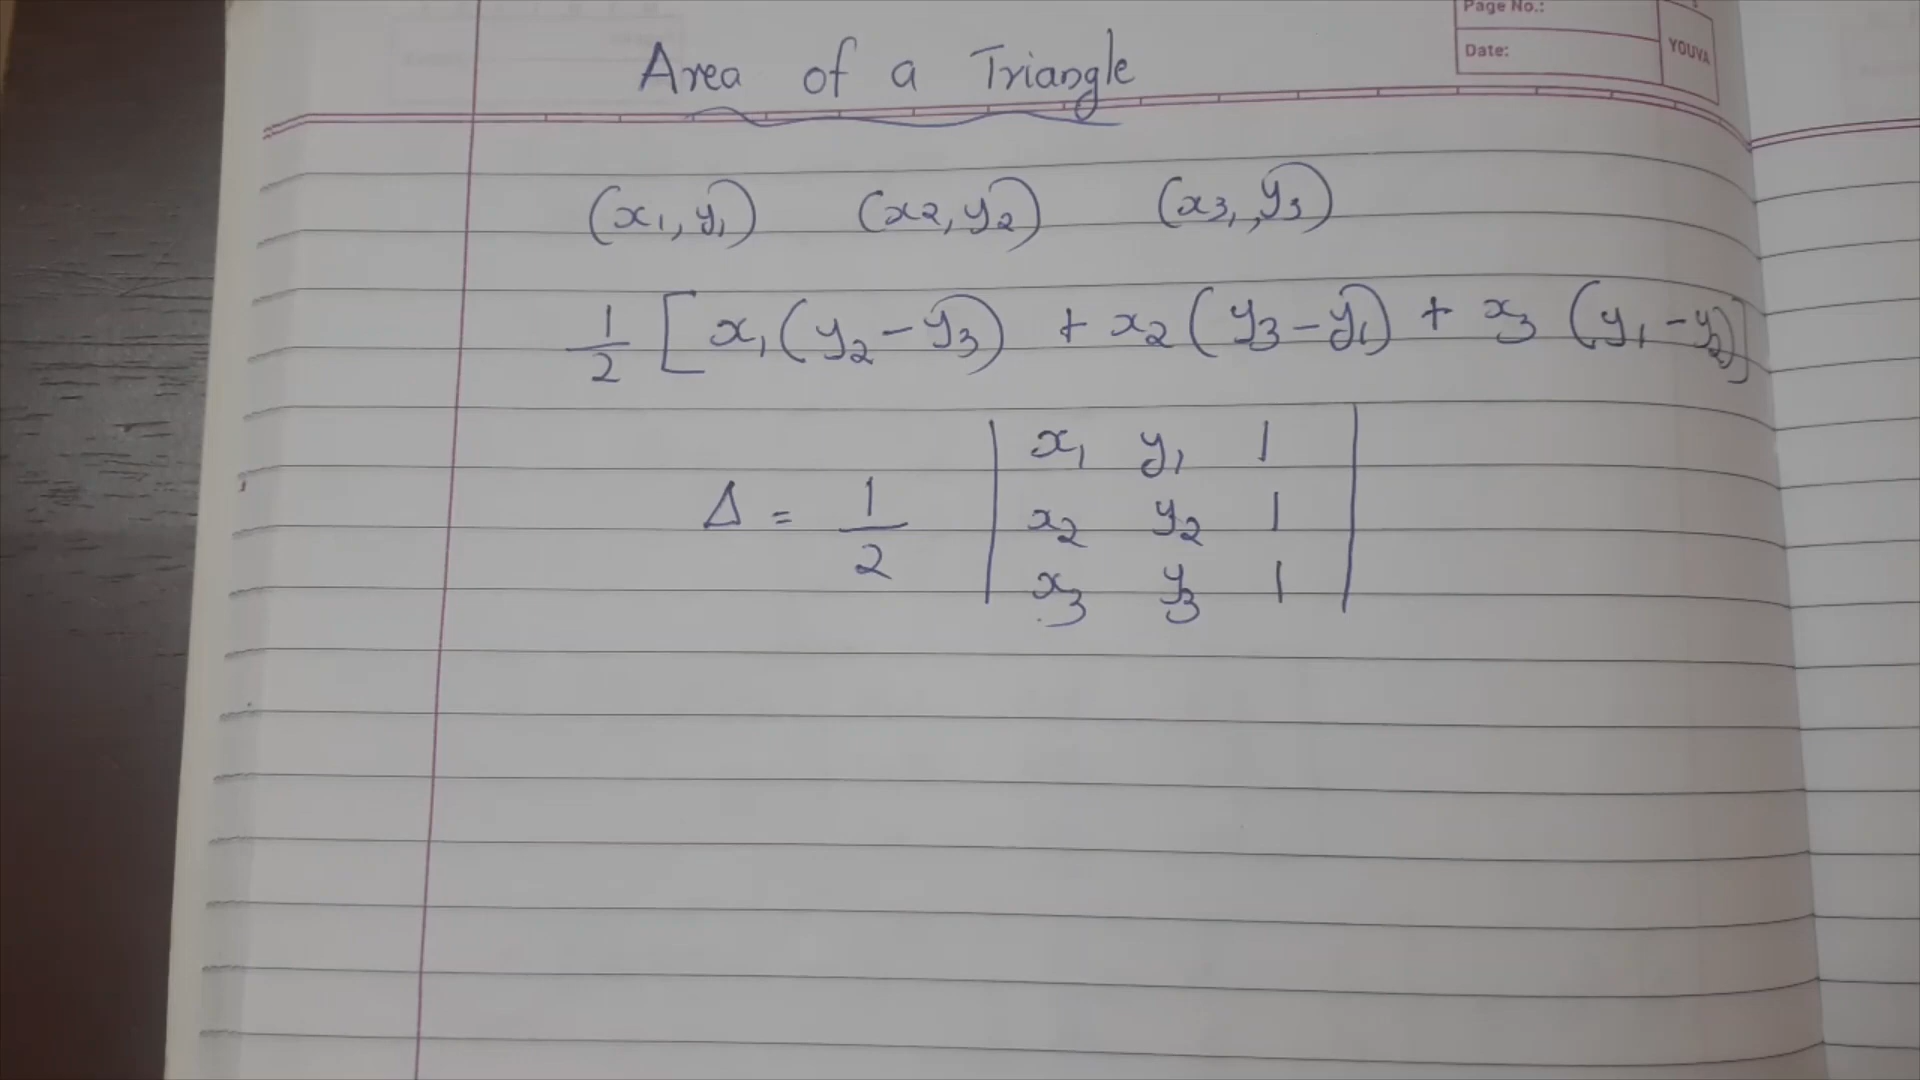 Page No.:
Date:
YOUVA
Area of a Triangle
(x₁, y₁) (x₂, y₂) (x₃, y₃)
1/2 [x₁(y₂-y₃) + x₂(y₃-y₁) + x₃(y₁-y₂)]
x₁ y₁ 1
Δ = 1/2 | x₂ y₂ 1 |
x₃ y₃ 1